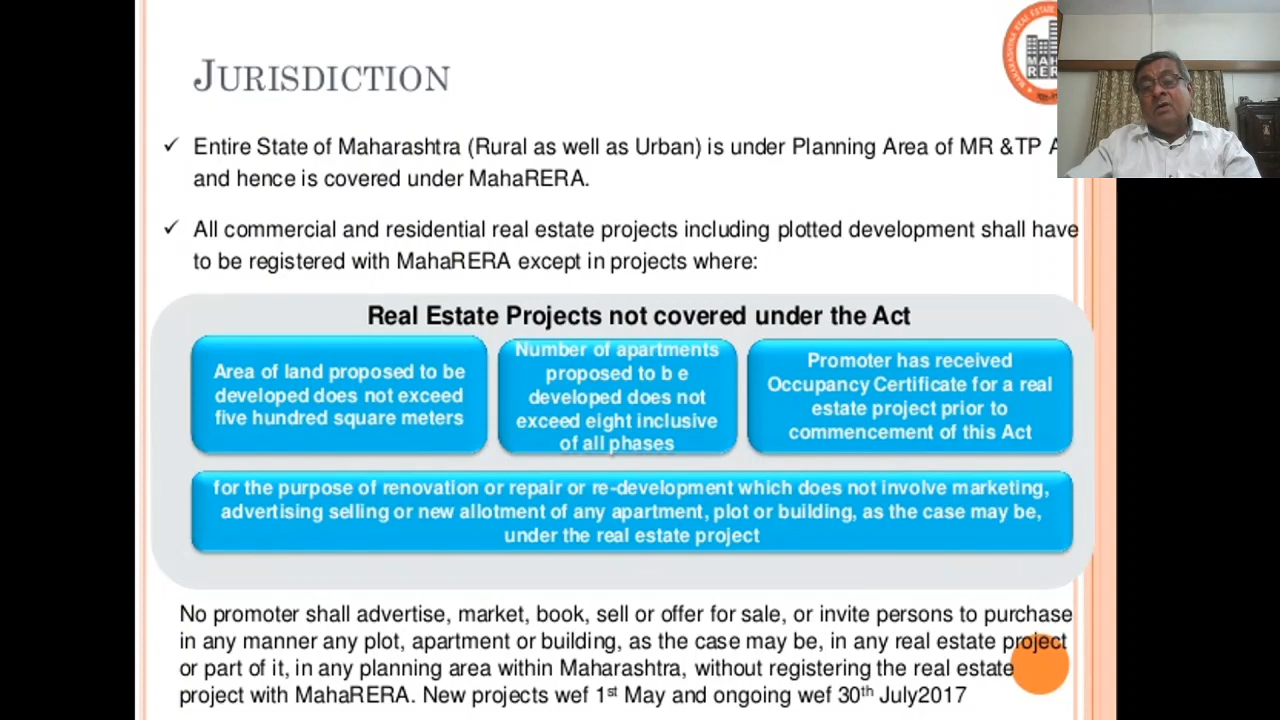 JURISDICTION
MAH
RER
✓ Entire State of Maharashtra (Rural as well as Urban) is under Planning Area of MR &TP A
and hence is covered under MahaRERA.
✓ All commercial and residential real estate projects including plotted development shall have
to be registered with MahaRERA except in projects where:
Real Estate Projects not covered under the Act
Area of land proposed to be
developed does not exceed
five hundred square meters
Number of apartments
proposed to b e
developed does not
exceed eight inclusive
of all phases
Promoter has received
Occupancy Certificate for a real
estate project prior to
commencement of this Act
for the purpose of renovation or repair or re-development which does not involve marketing,
advertising selling or new allotment of any apartment, plot or building, as the case may be,
under the real estate project
No promoter shall advertise, market, book, sell or offer for sale, or invite persons to purchase
in any manner any plot, apartment or building, as the case may be, in any real estate project
or part of it, in any planning area within Maharashtra, without registering the real estate
project with MahaRERA. New projects wef 1st May and ongoing wef 30th July2017